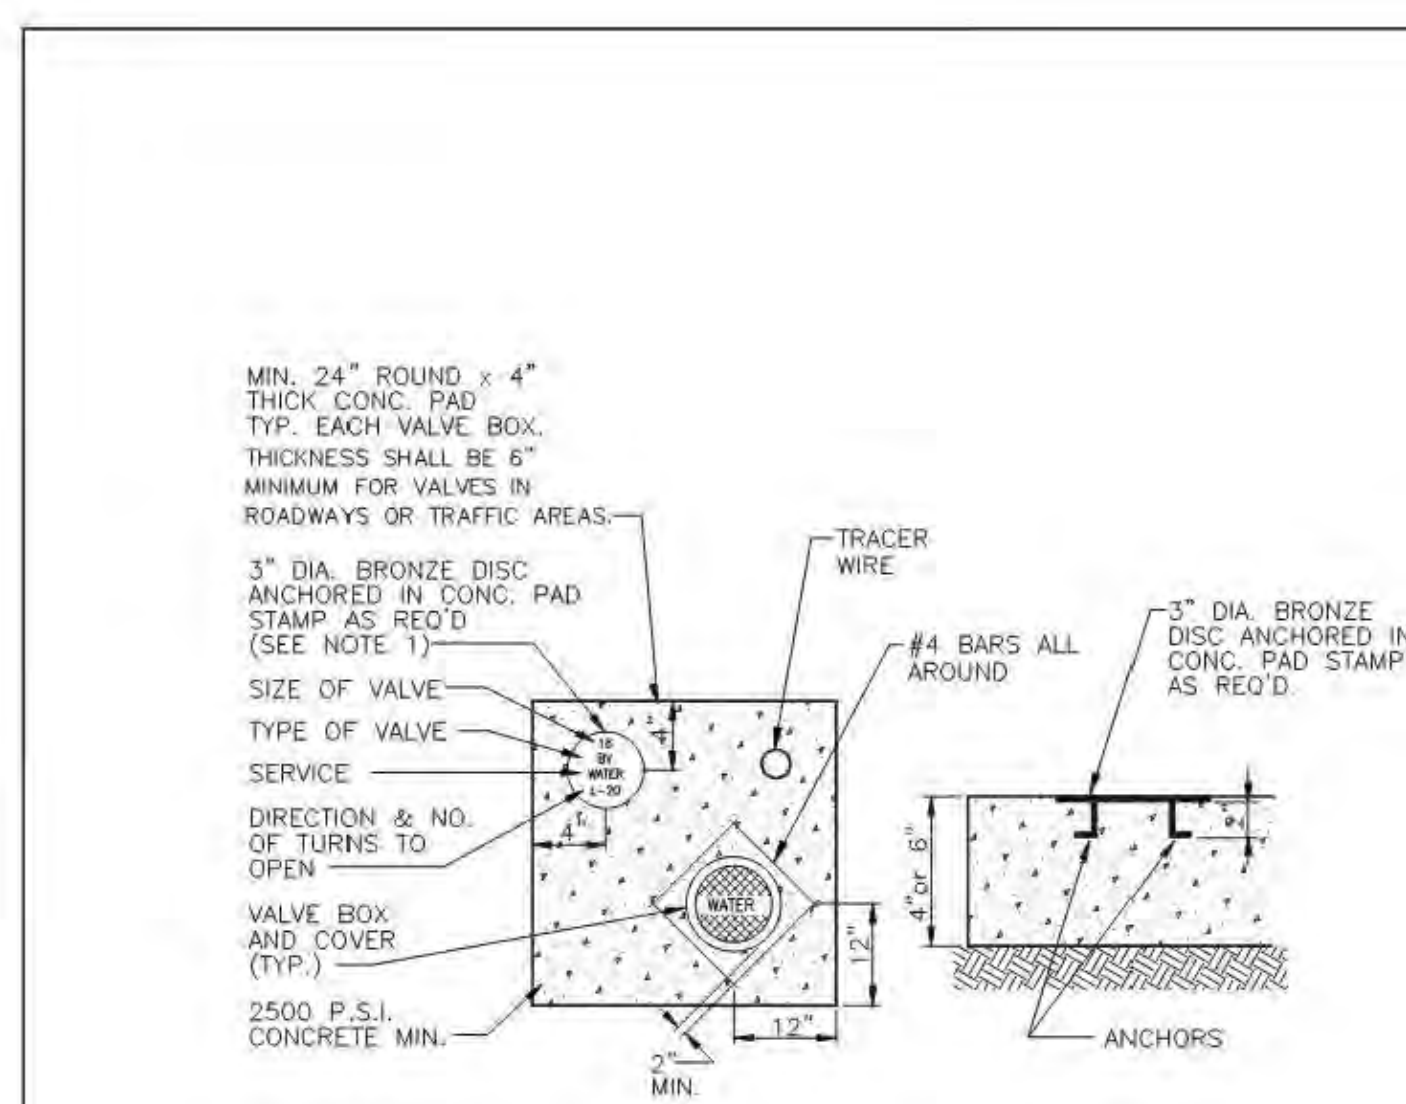 MIN. 24" ROUND x 4"
THICK CONC. PAD
TYP. EACH VALVE BOX.
THICKNESS SHALL BE 6"
MINIMUM FOR VALVES IN
ROADWAYS OR TRAFFIC AREAS.
3" DIA. BRONZE DISC
ANCHORED IN CONC. PAD
STAMP AS REQ'D
(SEE NOTE 1)
SIZE OF VALVE
TYPE OF VALVE
SERVICE
DIRECTION & NO.
OF TURNS TO
OPEN
VALVE BOX
AND COVER
(TYP.)
2500 P.S.I.
CONCRETE MIN.
TRACER
WIRE
#4 BARS ALL
AROUND
16
BY
WATER
L-20
4"
4"
WATER
12"
12"
2"
MIN.
3" DIA. BRONZE
DISC ANCHORED IN
CONC. PAD STAMP
AS REQ'D
4" or 6"
ANCHORS